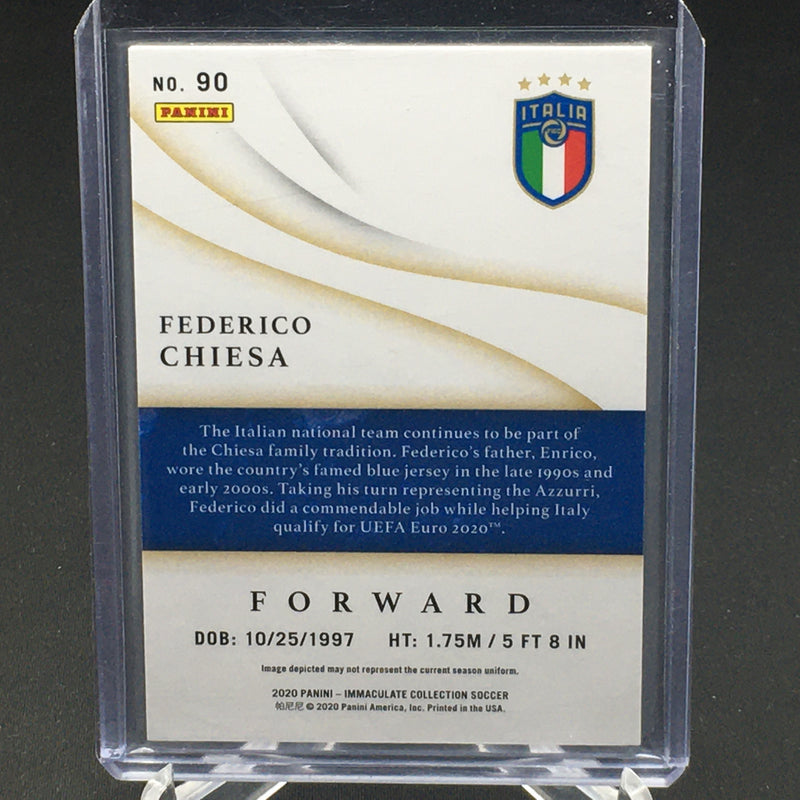 NO. 90
PANINI
ITALIA
FIGC
FEDERICO
CHIESA
The Italian national team continues to be part of
the Chiesa family tradition. Federico's father, Enrico,
wore the country's famed blue jersey in the late 1990s and
early 2000s. Taking his turn representing the Azzurri,
Federico did a commendable job while helping Italy
qualify for UEFA Euro 2020™.
FORWARD
DOB: 10/25/1997 HT: 1.75M / 5 FT 8 IN
Image depicted may not represent the current season uniform.
2020 PANINI – IMMACULATE COLLECTION SOCCER
帕尼尼 © 2020 Panini America, Inc. Printed in the USA.